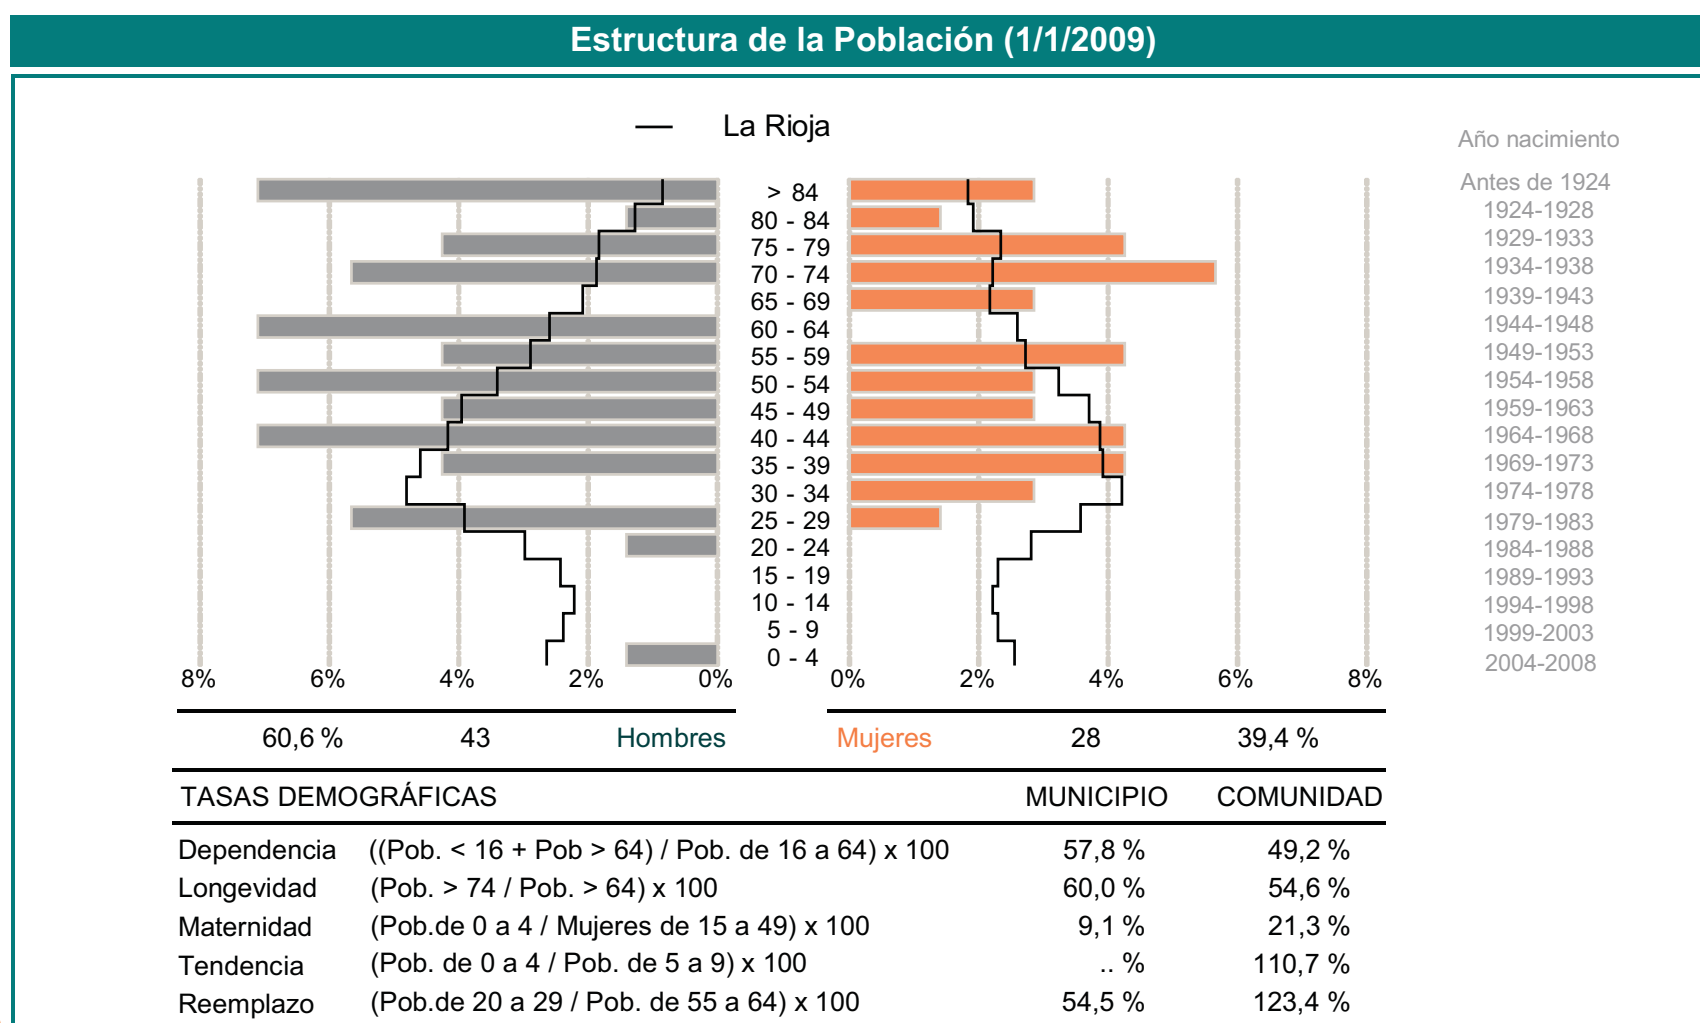 Estructura de la Población (1/1/2009)
La Rioja
Año nacimiento
> 84 Antes de 1924
80 - 84 1924-1928
75 - 79 1929-1933
70 - 74 1934-1938
65 - 69 1939-1943
60 - 64 1944-1948
55 - 59 1949-1953
50 - 54 1954-1958
45 - 49 1959-1963
40 - 44 1964-1968
35 - 39 1969-1973
30 - 34 1974-1978
25 - 29 1979-1983
20 - 24 1984-1988
15 - 19 1989-1993
10 - 14 1994-1998
5 - 9 1999-2003
0 - 4 2004-2008
8% 6% 4% 2% 0% 0% 2% 4% 6% 8%
60,6 % 43 Hombres Mujeres 28 39,4 %
TASAS DEMOGRÁFICAS MUNICIPIO COMUNIDAD
Dependencia ((Pob. < 16 + Pob > 64) / Pob. de 16 a 64) x 100 57,8 % 49,2 %
Longevidad (Pob. > 74 / Pob. > 64) x 100 60,0 % 54,6 %
Maternidad (Pob.de 0 a 4 / Mujeres de 15 a 49) x 100 9,1 % 21,3 %
Tendencia (Pob. de 0 a 4 / Pob. de 5 a 9) x 100 .. % 110,7 %
Reemplazo (Pob.de 20 a 29 / Pob. de 55 a 64) x 100 54,5 % 123,4 %